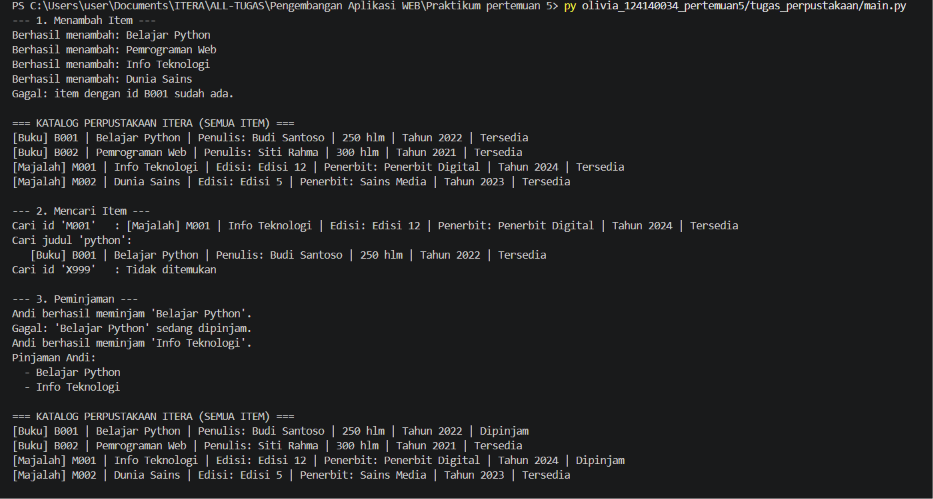 PS C:\Users\user\Documents\ITERA\ALL-TUGAS\Pengembangan Aplikasi WEB\Praktikum pertemuan 5> py olivia_124140034_pertemuan5/tugas_perpustakaan/main.py
--- 1. Menambah Item ---
Berhasil menambah: Belajar Python
Berhasil menambah: Pemrograman Web
Berhasil menambah: Info Teknologi
Berhasil menambah: Dunia Sains
Gagal: item dengan id B001 sudah ada.

=== KATALOG PERPUSTAKAAN ITERA (SEMUA ITEM) ===
[Buku] B001 | Belajar Python | Penulis: Budi Santoso | 250 hlm | Tahun 2022 | Tersedia
[Buku] B002 | Pemrograman Web | Penulis: Siti Rahma | 300 hlm | Tahun 2021 | Tersedia
[Majalah] M001 | Info Teknologi | Edisi: Edisi 12 | Penerbit: Penerbit Digital | Tahun 2024 | Tersedia
[Majalah] M002 | Dunia Sains | Edisi: Edisi 5 | Penerbit: Sains Media | Tahun 2023 | Tersedia

--- 2. Mencari Item ---
Cari id 'M001'   : [Majalah] M001 | Info Teknologi | Edisi: Edisi 12 | Penerbit: Penerbit Digital | Tahun 2024 | Tersedia
Cari judul 'python':
   [Buku] B001 | Belajar Python | Penulis: Budi Santoso | 250 hlm | Tahun 2022 | Tersedia
Cari id 'X999'   : Tidak ditemukan

--- 3. Peminjaman ---
Andi berhasil meminjam 'Belajar Python'.
Gagal: 'Belajar Python' sedang dipinjam.
Andi berhasil meminjam 'Info Teknologi'.
Pinjaman Andi:
  - Belajar Python
  - Info Teknologi

=== KATALOG PERPUSTAKAAN ITERA (SEMUA ITEM) ===
[Buku] B001 | Belajar Python | Penulis: Budi Santoso | 250 hlm | Tahun 2022 | Dipinjam
[Buku] B002 | Pemrograman Web | Penulis: Siti Rahma | 300 hlm | Tahun 2021 | Tersedia
[Majalah] M001 | Info Teknologi | Edisi: Edisi 12 | Penerbit: Penerbit Digital | Tahun 2024 | Dipinjam
[Majalah] M002 | Dunia Sains | Edisi: Edisi 5 | Penerbit: Sains Media | Tahun 2023 | Tersedia